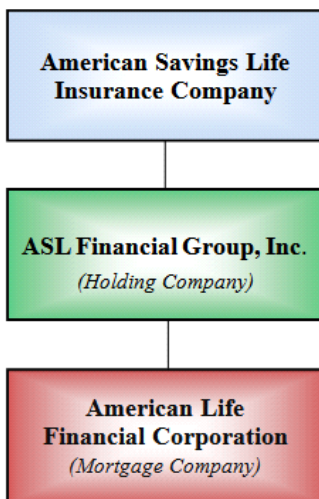 American Savings Life
Insurance Company
ASL Financial Group, Inc.
(Holding Company)
American Life
Financial Corporation
(Mortgage Company)